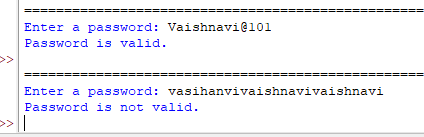 ====================================================
Enter a password: Vaishnavi@101
Password is valid.
>>
====================================================
Enter a password: vasihanvivaishnavivaishnavi
Password is not valid.
>>